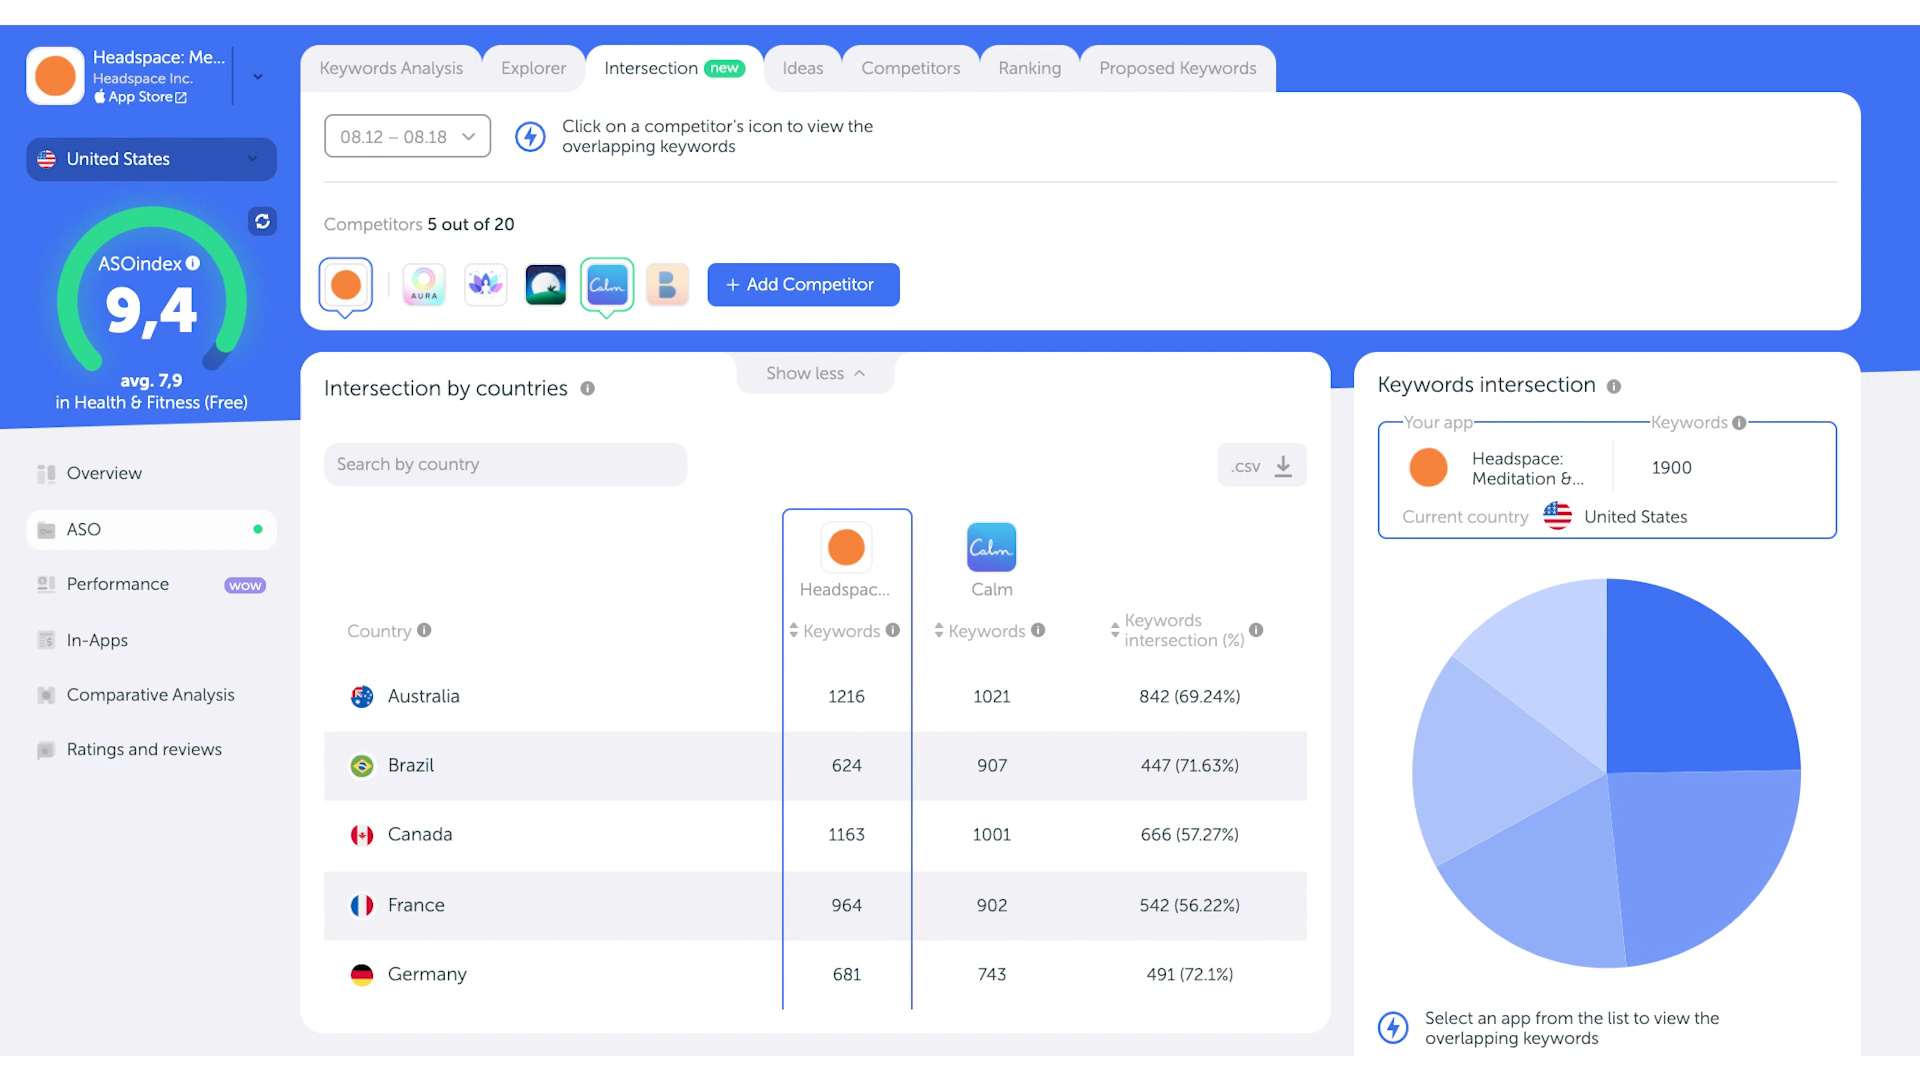 Headspace: Me...
Headspace Inc.
App Store
United States
ASOindex
9,4
avg. 7,9
in Health & Fitness (Free)
Overview
ASO
Performance wow
In-Apps
Comparative Analysis
Ratings and reviews
Keywords Analysis Explorer Intersection new Ideas Competitors Ranking Proposed Keywords
08.12 – 08.18
Click on a competitor's icon to view the
overlapping keywords
Competitors 5 out of 20
AURA
Calm
B
+ Add Competitor
Show less
Intersection by countries
Search by country
.csv
Calm
Headspac... Calm
Country Keywords Keywords Keywords
intersection (%)
Australia 1216 1021 842 (69.24%)
Brazil 624 907 447 (71.63%)
Canada 1163 1001 666 (57.27%)
France 964 902 542 (56.22%)
Germany 681 743 491 (72.1%)
Keywords intersection
Your app Keywords
Headspace:
Meditation &... 1900
Current country United States
Select an app from the list to view the
overlapping keywords